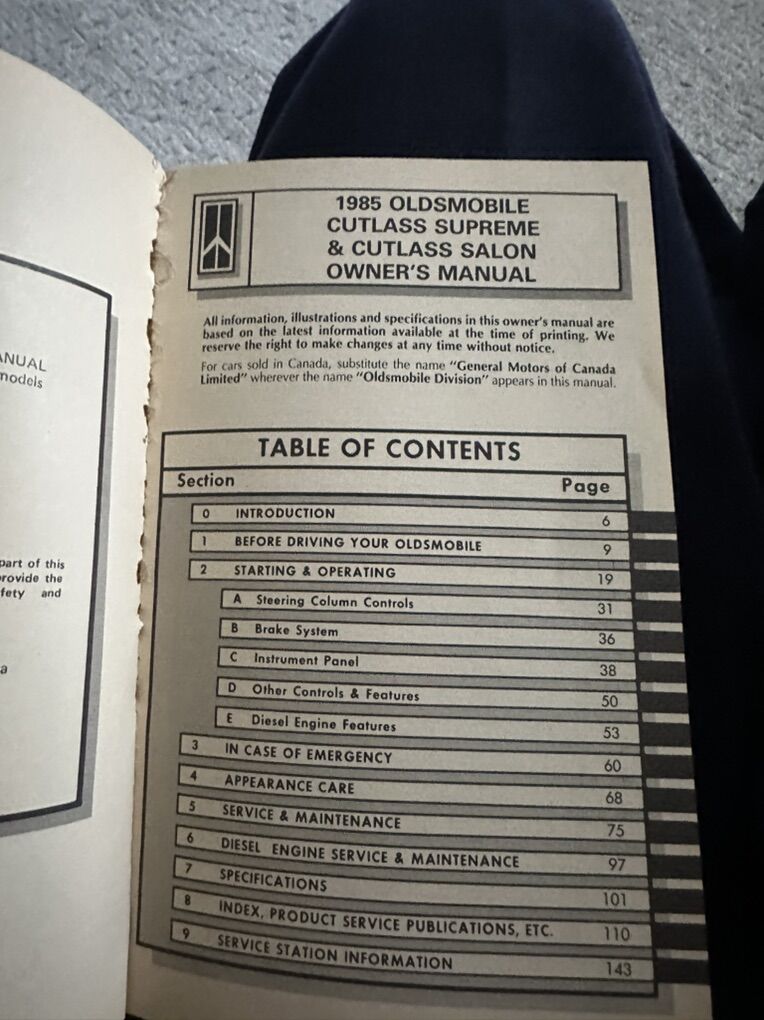 ANUAL
models
part of this
rovide the
fety and
a
1985 OLDSMOBILE
CUTLASS SUPREME
& CUTLASS SALON
OWNER'S MANUAL
All information, illustrations and specifications in this owner's manual are
based on the latest information available at the time of printing. We
reserve the right to make changes at any time without notice.
For cars sold in Canada, substitute the name "General Motors of Canada
Limited" wherever the name "Oldsmobile Division" appears in this manual.
TABLE OF CONTENTS
Section Page
0 INTRODUCTION 6
1 BEFORE DRIVING YOUR OLDSMOBILE 9
2 STARTING & OPERATING 19
A Steering Column Controls 31
B Brake System 36
C Instrument Panel 38
D Other Controls & Features 50
E Diesel Engine Features 53
3 IN CASE OF EMERGENCY 60
4 APPEARANCE CARE 68
5 SERVICE & MAINTENANCE 75
6 DIESEL ENGINE SERVICE & MAINTENANCE 97
7 SPECIFICATIONS 101
8 INDEX, PRODUCT SERVICE PUBLICATIONS, ETC. 110
9 SERVICE STATION INFORMATION 143